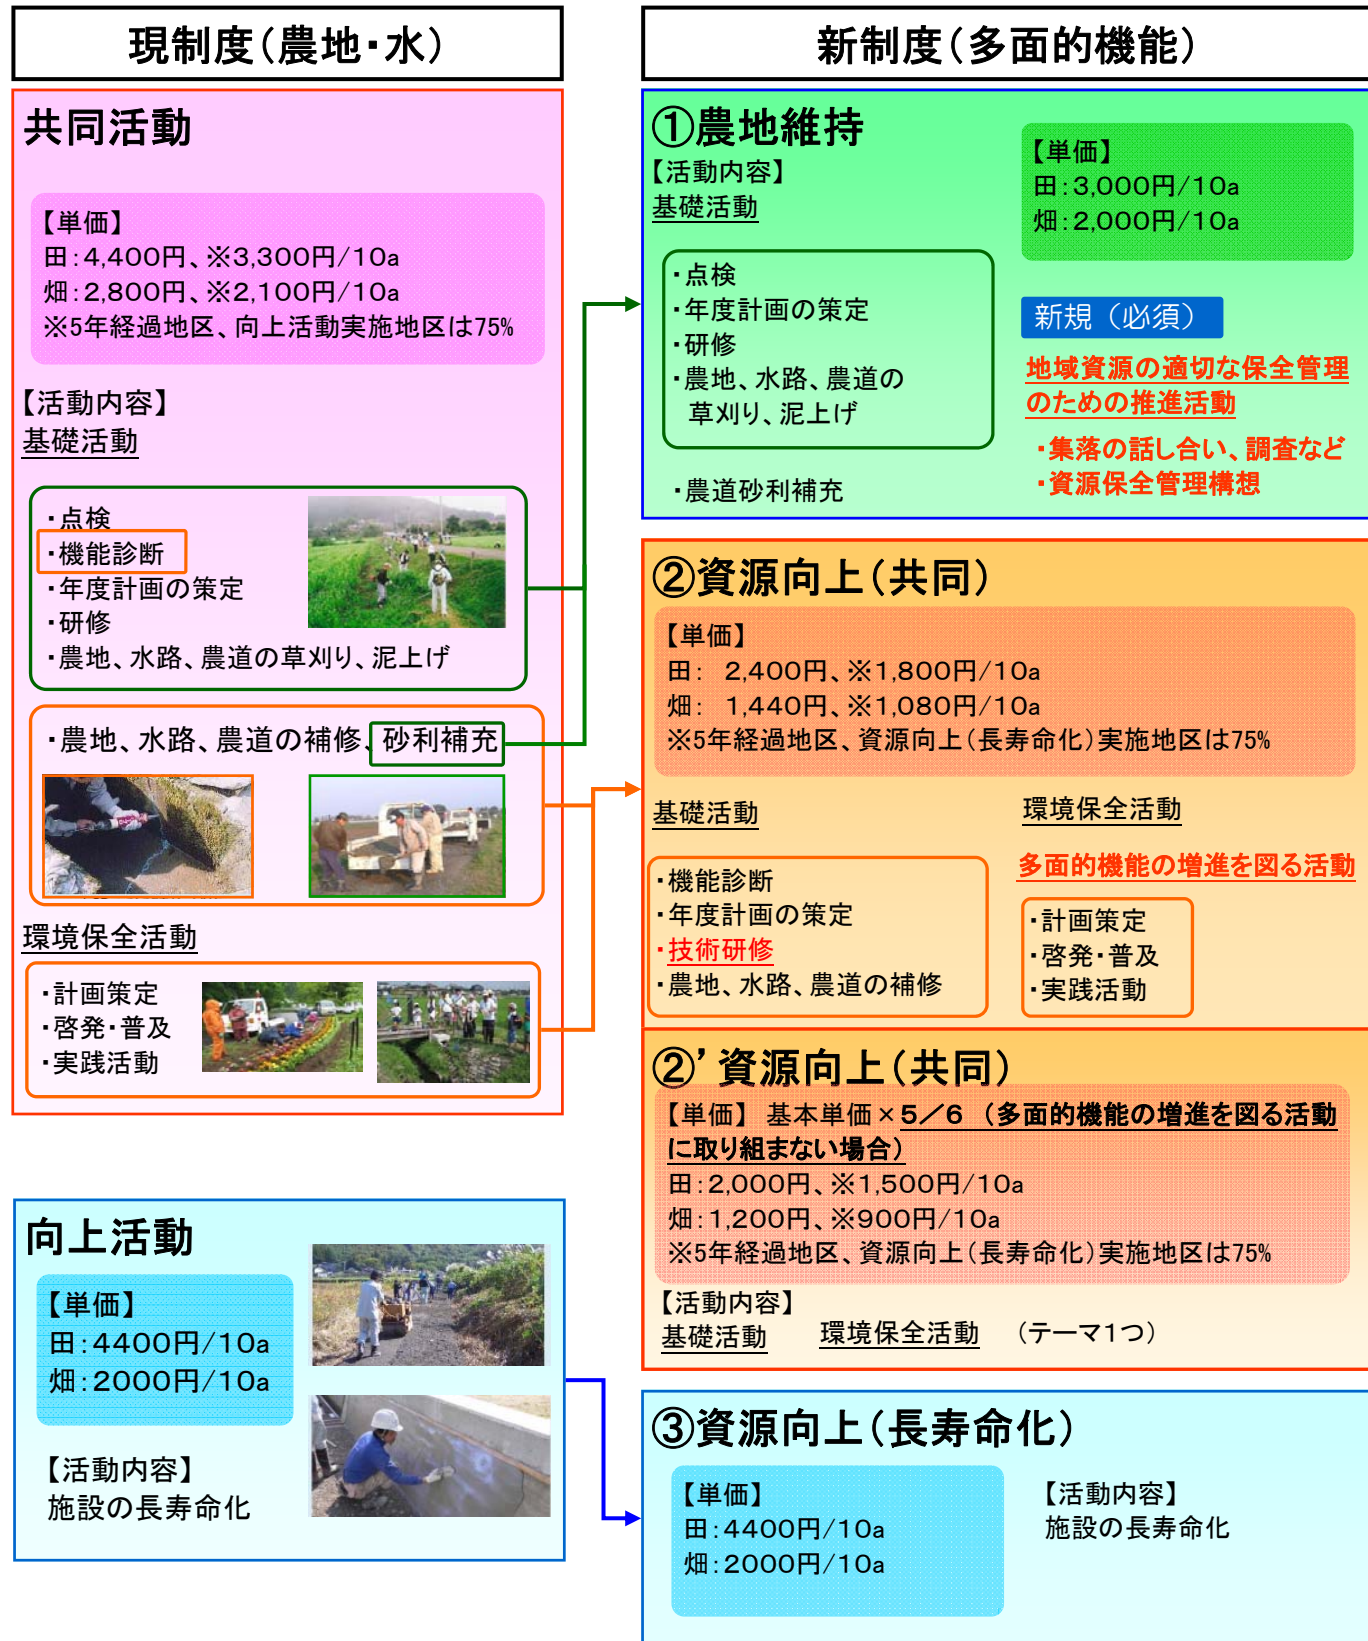 現制度（農地・水）
共同活動
【単価】
田：4,400円、※3,300円/10a
畑：2,800円、※2,100円/10a
※5年経過地区、向上活動実施地区は75%
【活動内容】
基礎活動
・点検
・機能診断
・年度計画の策定
・研修
・農地、水路、農道の草刈り、泥上げ
・農地、水路、農道の補修、砂利補充
環境保全活動
・計画策定
・啓発・普及
・実践活動
向上活動
【単価】
田：4400円/10a
畑：2000円/10a
【活動内容】
施設の長寿命化
新制度（多面的機能）
①農地維持
【活動内容】
基礎活動
・点検
・年度計画の策定
・研修
・農地、水路、農道の
草刈り、泥上げ
・農道砂利補充
【単価】
田：3,000円/10a
畑：2,000円/10a
新規（必須）
地域資源の適切な保全管理
のための推進活動
・集落の話し合い、調査など
・資源保全管理構想
②資源向上（共同）
【単価】
田： 2,400円、※1,800円/10a
畑： 1,440円、※1,080円/10a
※5年経過地区、資源向上（長寿命化）実施地区は75%
基礎活動
・機能診断
・年度計画の策定
・技術研修
・農地、水路、農道の補修
環境保全活動
多面的機能の増進を図る活動
・計画策定
・啓発・普及
・実践活動
②’資源向上（共同）
【単価】 基本単価×５／６ （多面的機能の増進を図る活動
に取り組まない場合）
田：2,000円、※1,500円/10a
畑：1,200円、※900円/10a
※5年経過地区、資源向上（長寿命化）実施地区は75%
【活動内容】
基礎活動 環境保全活動 （テーマ1つ）
③資源向上（長寿命化）
【単価】
田：4400円/10a
畑：2000円/10a
【活動内容】
施設の長寿命化